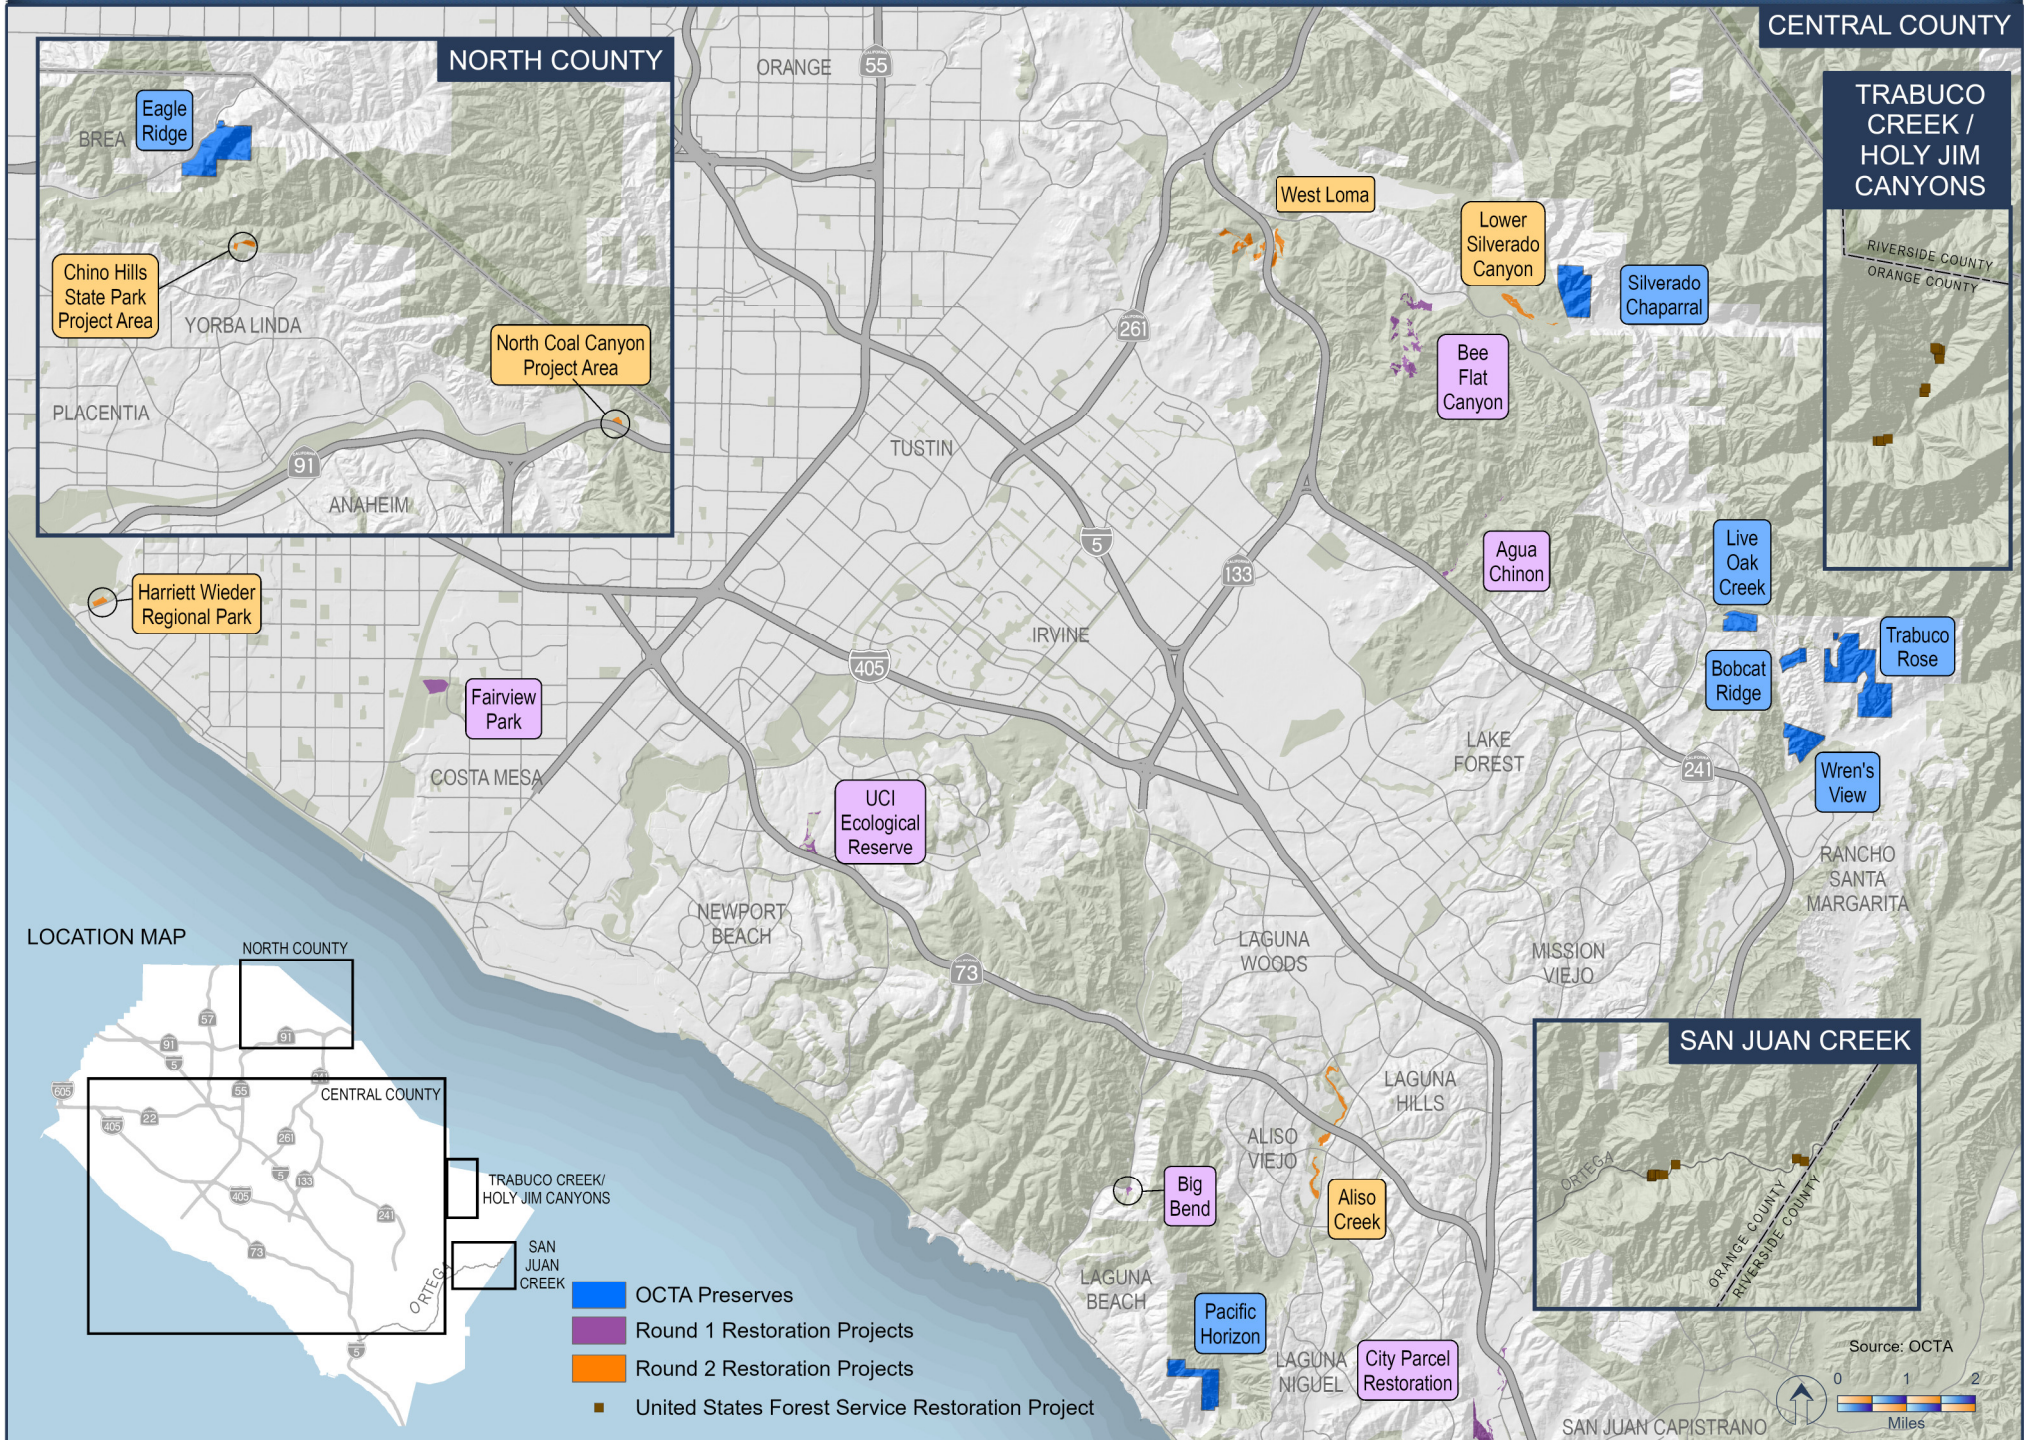 CENTRAL COUNTY
NORTH COUNTY
ORANGE
CALIFORNIA
55
TRABUCO
CREEK /
HOLY JIM
CANYONS
Eagle
Ridge
BREA
West Loma
Lower
Silverado
Canyon
RIVERSIDE COUNTY
ORANGE COUNTY
Chino Hills
State Park
Project Area
YORBA LINDA
Silverado
Chaparral
261
North Coal Canyon
Project Area
Bee
Flat
Canyon
PLACENTIA
TUSTIN
91
ANAHEIM
5
133
Agua
Chinon
Live
Oak
Creek
Harriett Wieder
Regional Park
IRVINE
405
Trabuco
Rose
Bobcat
Ridge
Fairview
Park
LAKE
FOREST
241
COSTA MESA
Wren's
View
UCI
Ecological
Reserve
RANCHO
SANTA
MARGARITA
NEWPORT
BEACH
LAGUNA
WOODS
MISSION
VIEJO
73
LOCATION MAP
NORTH COUNTY
57
91
91
5
241
605
55
CENTRAL COUNTY
405
22
261
5
133
405
241
73
TRABUCO CREEK/
HOLY JIM CANYONS
SAN
JUAN
CREEK
ORTEGA
5
SAN JUAN CREEK
ORTEGA
ORANGE COUNTY
RIVERSIDE COUNTY
LAGUNA
HILLS
ALISO
VIEJO
Big
Bend
Aliso
Creek
LAGUNA
BEACH
Pacific
Horizon
LAGUNA
NIGUEL
City Parcel
Restoration
SAN JUAN CAPISTRANO
OCTA Preserves
Round 1 Restoration Projects
Round 2 Restoration Projects
United States Forest Service Restoration Project
Source: OCTA
0 1 2
Miles